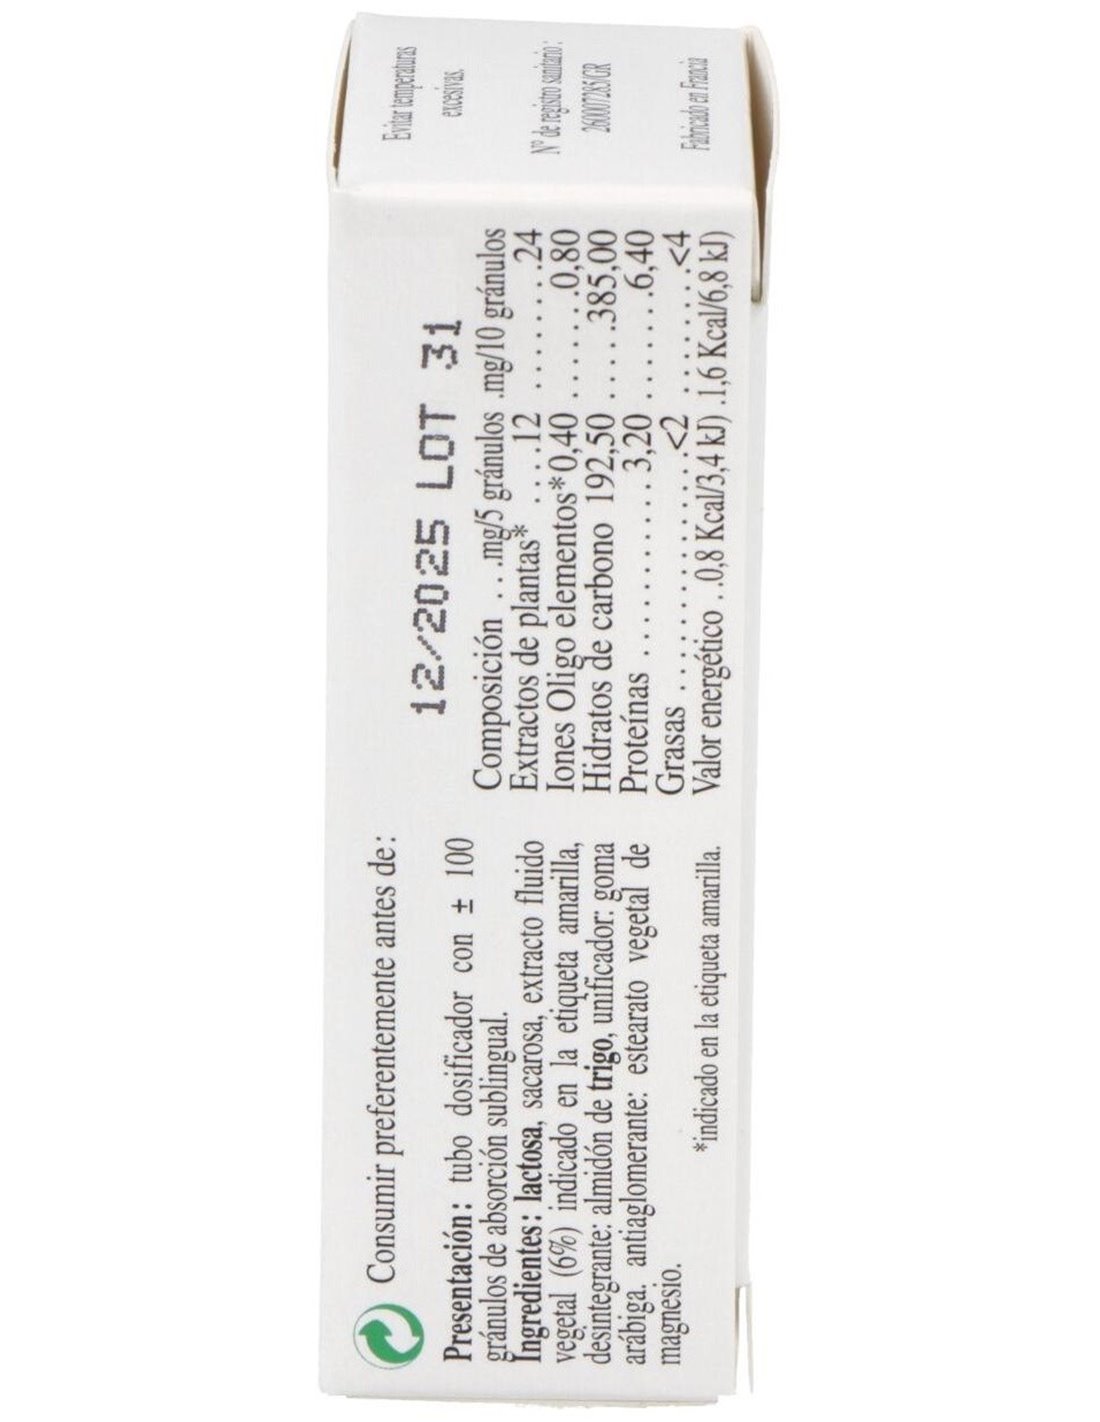 Consumir preferentemente antes de:
12/2025 LOT 31
Presentación: tubo dosificador con ± 100
gránulos de absorción sublingual.
Ingredientes: lactosa, sacarosa, extracto fluido
vegetal (6%) indicado en la etiqueta amarilla,
desintegrante: almidón de trigo, unificador: goma
arábiga. antiaglomerante: estearato vegetal de
magnesio.
*indicado en la etiqueta amarilla.
Composición ...mg/5 gránulos .mg/10 gránulos
Extractos de plantas* ....12 ........24
Iones Oligo elementos*0,40 .......0,80
Hidratos de carbono 192,50 .....385,00
Proteínas ............3,20 .......6,40
Grasas ..................<2 ........<4
Valor energético ..0,8 Kcal/3,4 kJ) .1,6 Kcal/6,8 kJ)
Evitar temperaturas
excesivas.
Nº de registro sanitario :
260007285/GR
Fabricado en Francia